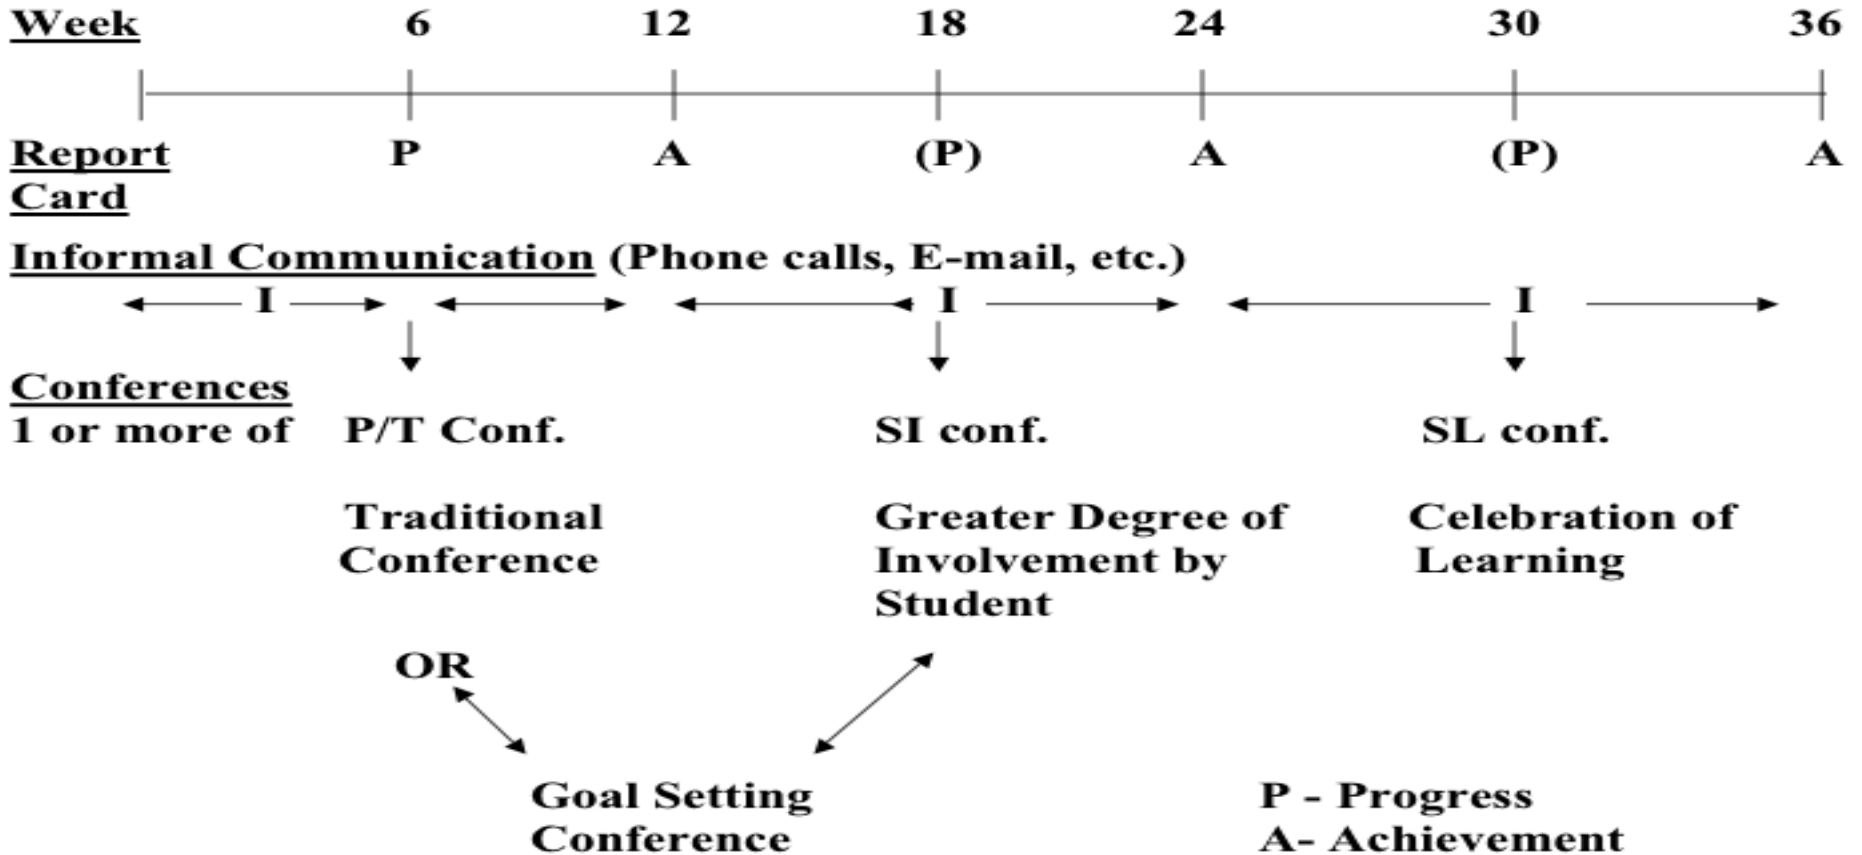 Week 6 12 18 24 30 36
Report P A (P) A (P) A
Card
Informal Communication (Phone calls, E-mail, etc.)
I I I
Conferences
1 or more of P/T Conf. SI conf. SL conf.
Traditional Greater Degree of Celebration of
Conference Involvement by Learning
Student
OR
Goal Setting P - Progress
Conference A- Achievement